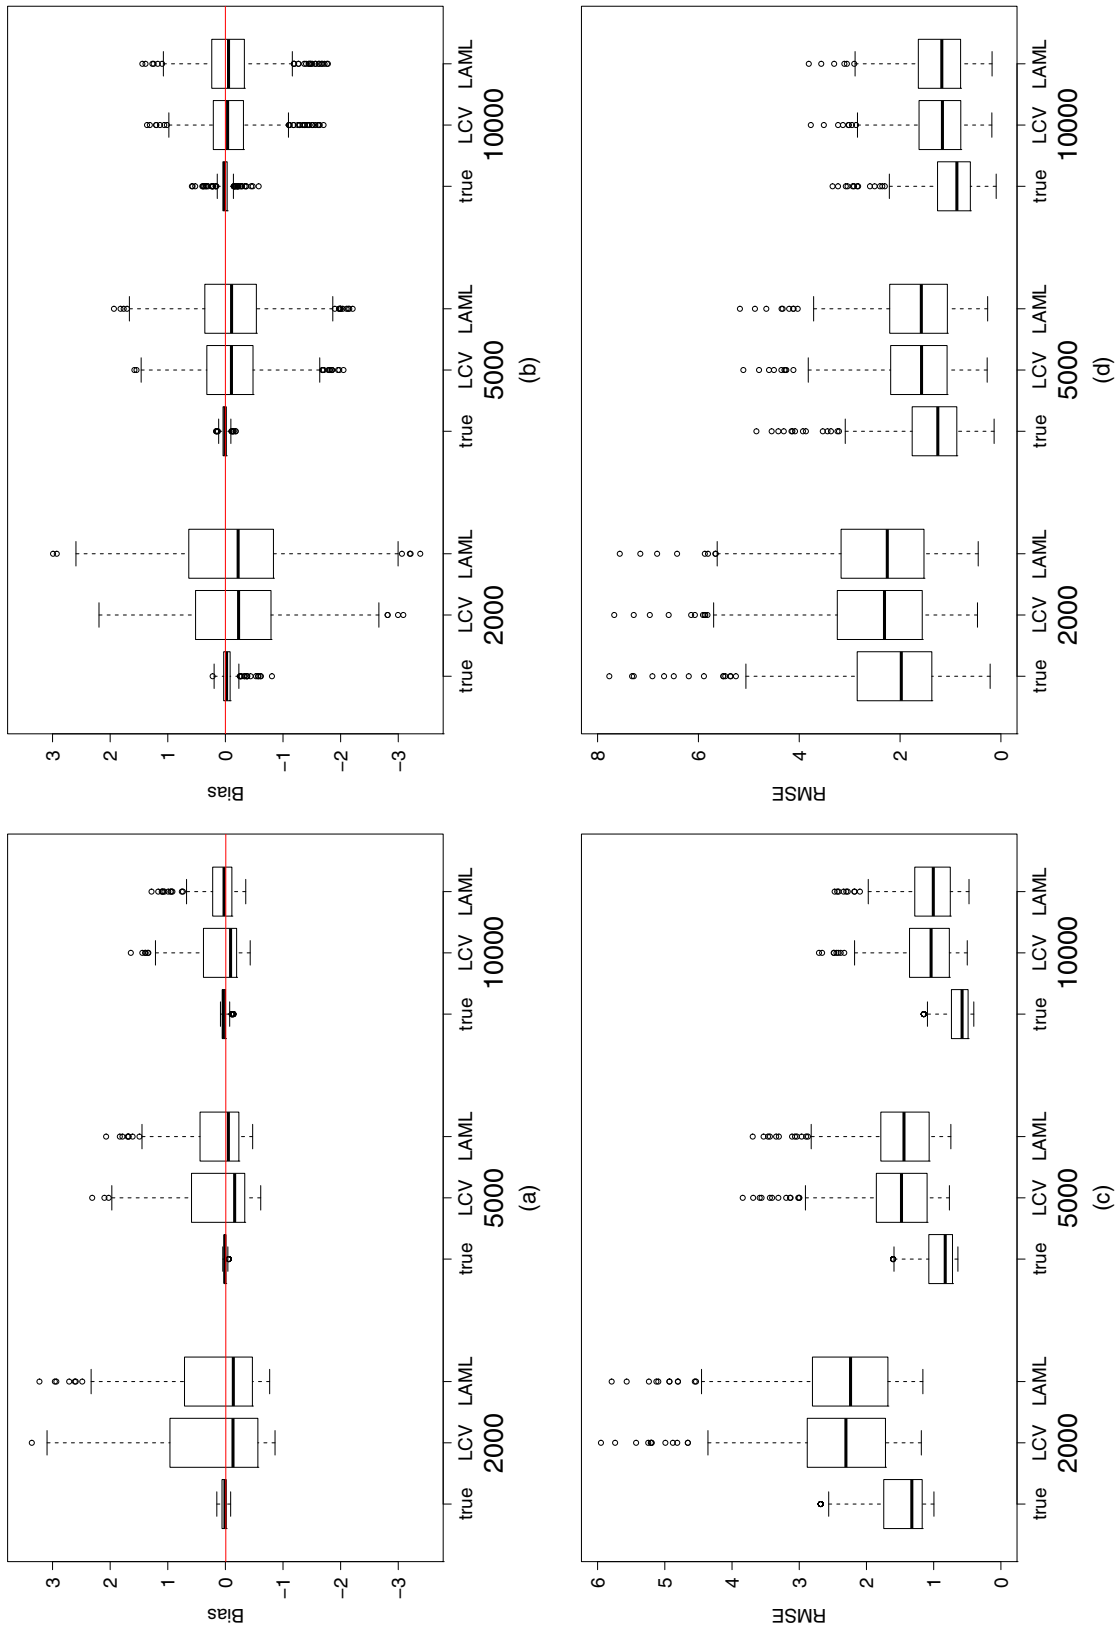 3
2
1
0
−1
−2
−3
Bias
true LCV LAML true LCV LAML true LCV LAML
2000 5000 10000
(a)
3
2
1
0
−1
−2
−3
Bias
true LCV LAML true LCV LAML true LCV LAML
2000 5000 10000
(b)
6
5
4
3
2
1
0
RMSE
true LCV LAML true LCV LAML true LCV LAML
2000 5000 10000
(c)
8
6
4
2
0
RMSE
true LCV LAML true LCV LAML true LCV LAML
2000 5000 10000
(d)